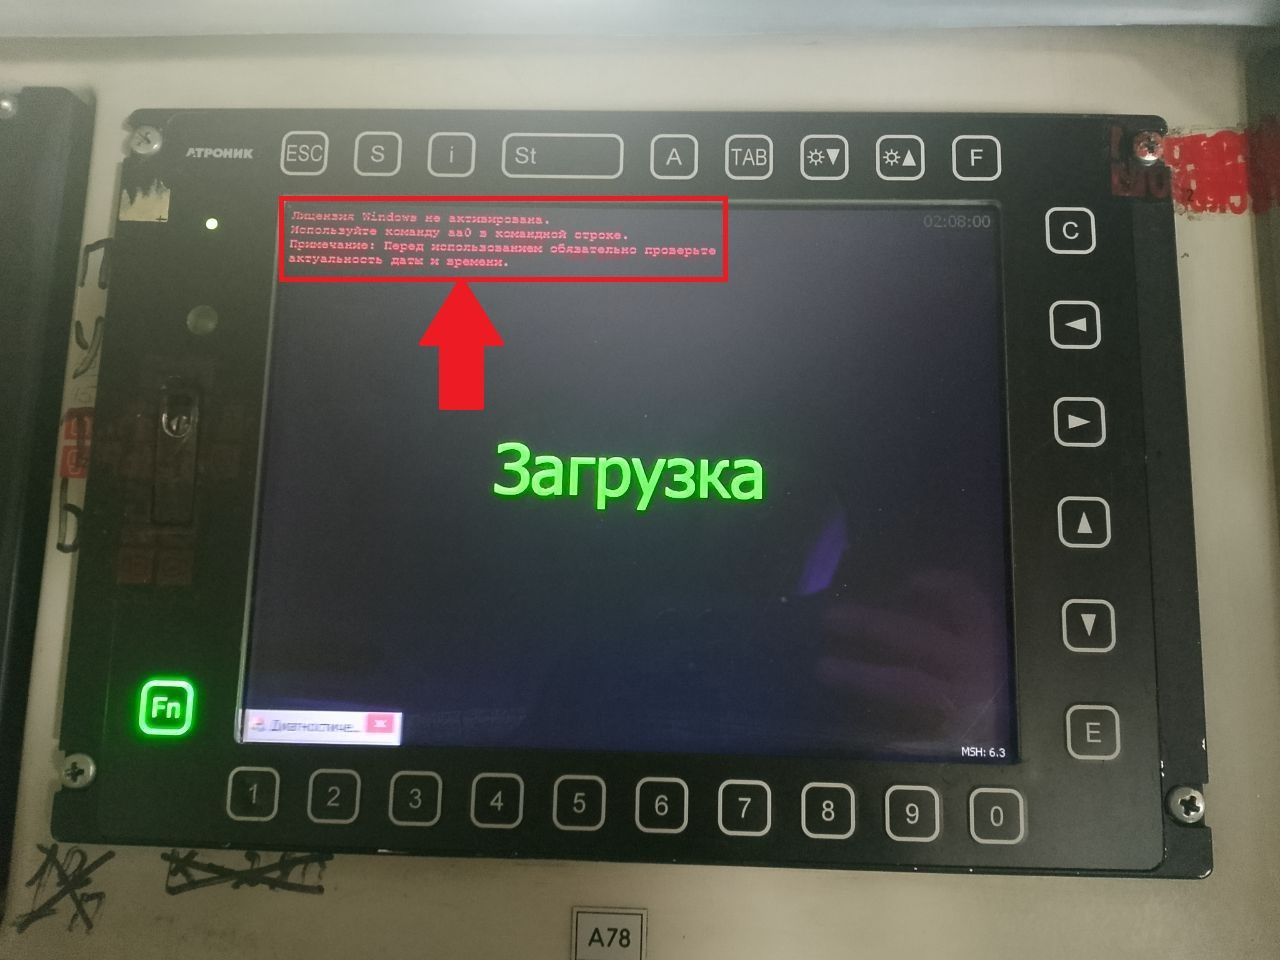 АТРОНИК
ESC
S
i
St
A
TAB
F
Лицензия Windows не активирована.
Используйте команду aa0 в командной строке.
Примечание: Перед использованием обязательно проверьте
актуальность даты и времени.
02:08:00
C
Загрузка
Fn
E
MSH: 6.3
1 2 3 4 5 6 7 8 9 0
A78